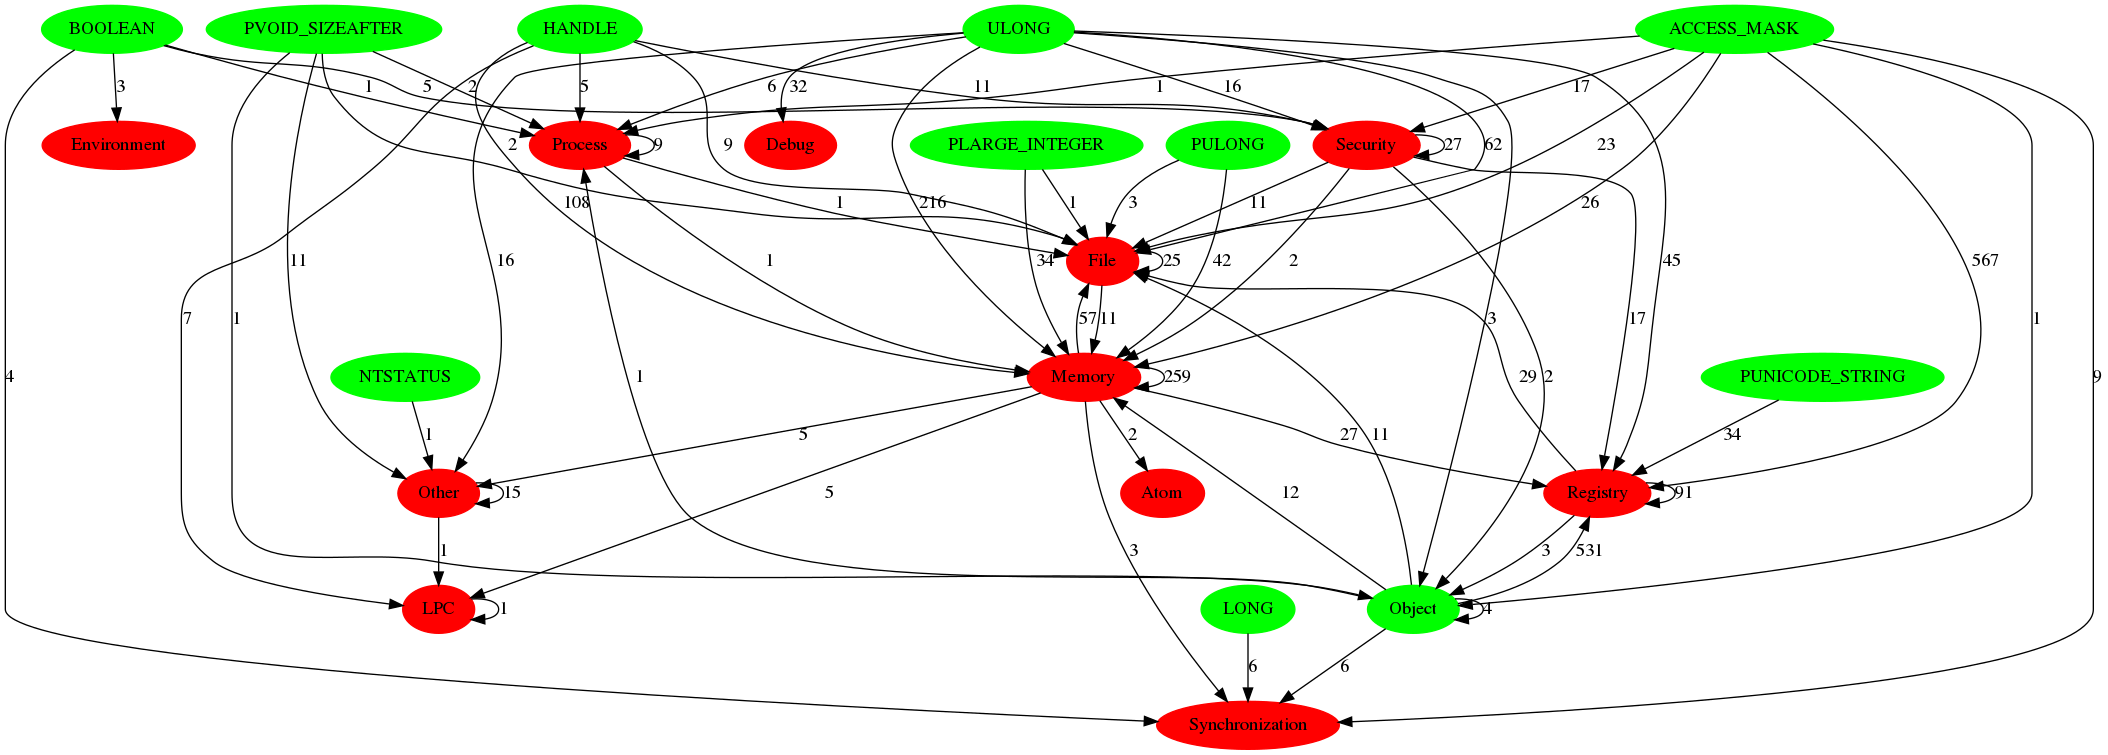 BOOLEAN PVOID_SIZEAFTER HANDLE ULONG ACCESS_MASK
3 1 5 2 5 6 32 11 16 1 17
Environment Process 9 Debug PLARGE_INTEGER PULONG Security 27
2 9 62 23
108 1 216 1 3 11 26
11 16 1 File 25 34 42 2 45 567
7 1 57 11 3 17 1
4 NTSTATUS 1 Memory 259 29 2 PUNICODE_STRING 9
1 5 2 27 11 34
Other 15 5 Atom 12 Registry 91
1 3 3 531
LPC 1 LONG Object 4
6 6
Synchronization